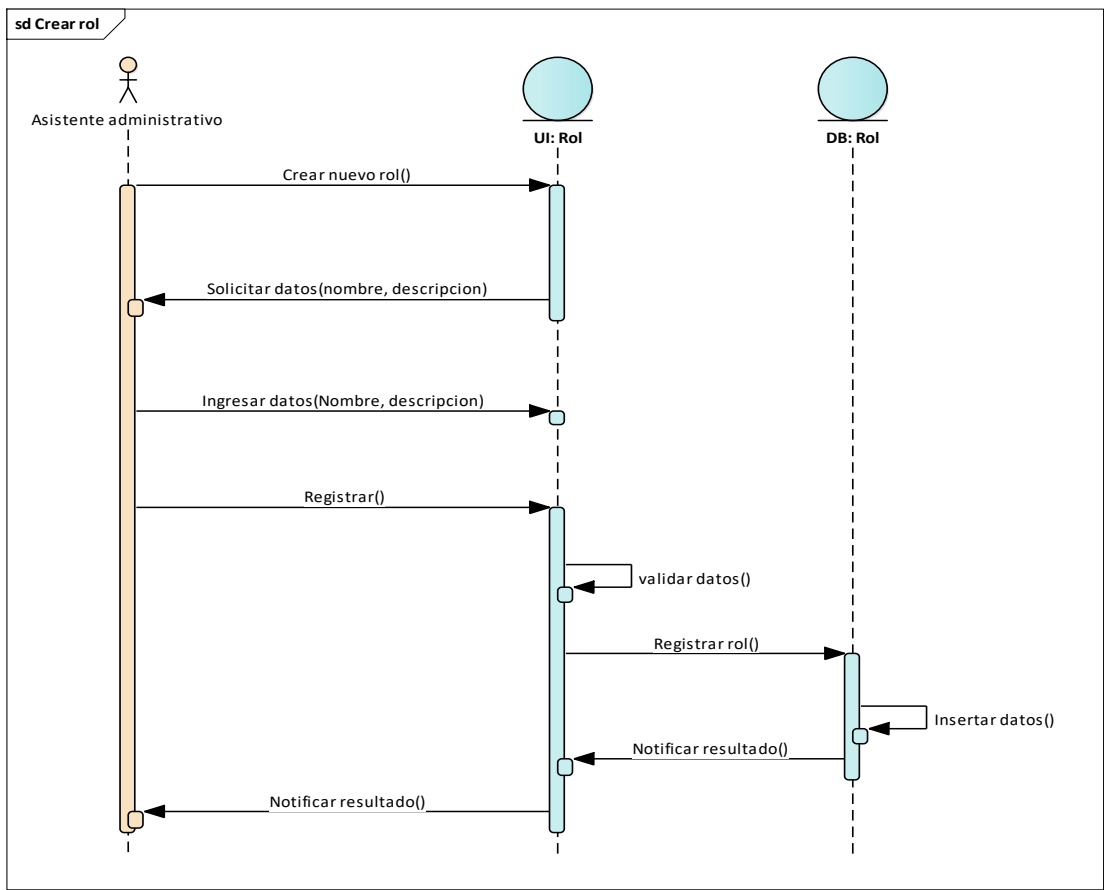 sd Crear rol
Asistente administrativo
UI: Rol
DB: Rol
Crear nuevo rol()
Solicitar datos(nombre, descripcion)
Ingresar datos(Nombre, descripcion)
Registrar()
validar datos()
Registrar rol()
Insertar datos()
Notificar resultado()
Notificar resultado()